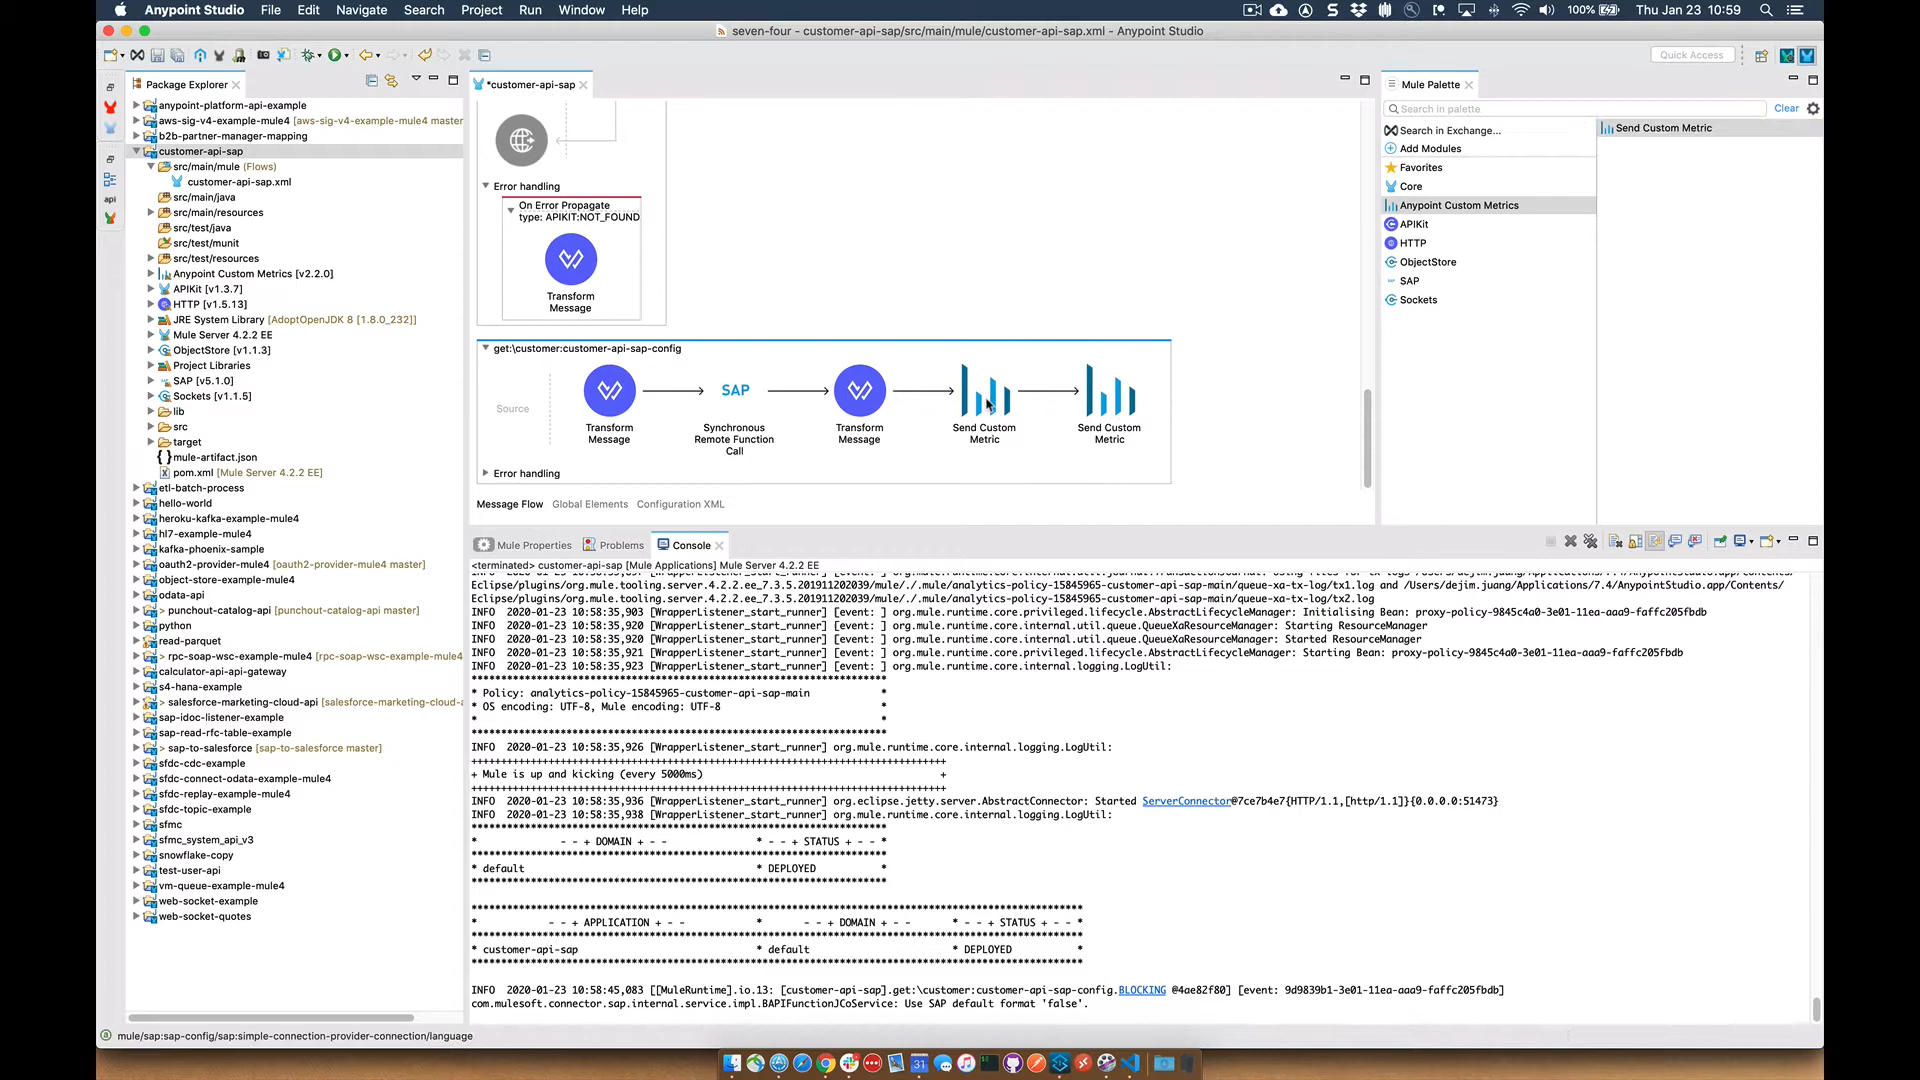 Anypoint Studio File Edit Navigate Search Project Run Window Help 100% Thu Jan 23 10:59
seven-four - customer-api-sap/src/main/mule/customer-api-sap.xml - Anypoint Studio
Quick Access
Package Explorer
anypoint-platform-api-example
aws-sig-v4-example-mule4 [aws-sig-v4-example-mule4 master
b2b-partner-manager-mapping
customer-api-sap
src/main/mule (Flows)
customer-api-sap.xml
src/main/java
src/main/resources
src/test/java
src/test/munit
src/test/resources
Anypoint Custom Metrics [v2.2.0]
APIKit [v1.3.7]
HTTP [v1.5.13]
JRE System Library [AdoptOpenJDK 8 [1.8.0_232]]
Mule Server 4.2.2 EE
ObjectStore [v1.1.3]
Project Libraries
SAP [v5.1.0]
Sockets [v1.1.5]
lib
src
target
mule-artifact.json
pom.xml [Mule Server 4.2.2 EE]
etl-batch-process
hello-world
heroku-kafka-example-mule4
hl7-example-mule4
kafka-phoenix-sample
oauth2-provider-mule4 [oauth2-provider-mule4 master]
object-store-example-mule4
odata-api
> punchout-catalog-api [punchout-catalog-api master]
python
read-parquet
> rpc-soap-wsc-example-mule4 [rpc-soap-wsc-example-mule4
calculator-api-api-gateway
s4-hana-example
> salesforce-marketing-cloud-api [salesforce-marketing-cloud-a
sap-idoc-listener-example
sap-read-rfc-table-example
> sap-to-salesforce [sap-to-salesforce master]
sfdc-cdc-example
sfdc-connect-odata-example-mule4
sfdc-replay-example-mule4
sfdc-topic-example
sfmc
sfmc_system_api_v3
snowflake-copy
test-user-api
vm-queue-example-mule4
web-socket-example
web-socket-quotes
api
*customer-api-sap
Error handling
On Error Propagate
type: APIKIT:NOT_FOUND
Transform
Message
get:\customer:customer-api-sap-config
Source
SAP
Transform
Message
Synchronous
Remote Function
Call
Transform
Message
Send Custom
Metric
Send Custom
Metric
Error handling
Message Flow Global Elements Configuration XML
Mule Palette
Search in palette
Clear
Search in Exchange...
Add Modules
Favorites
Core
Anypoint Custom Metrics
APIKit
HTTP
ObjectStore
SAP
Sockets
Send Custom Metric
Mule Properties Problems Console
<terminated> customer-api-sap [Mule Applications] Mule Server 4.2.2 EE
Eclipse/plugins/org.mule.tooling.server.4.2.2.ee_7.3.5.201911202039/mule/./.mule/analytics-policy-15845965-customer-api-sap-main/queue-xa-tx-log/tx1.log and /Users/dejim.juang/Applications/7.4/AnypointStudio.app/Contents/
Eclipse/plugins/org.mule.tooling.server.4.2.2.ee_7.3.5.201911202039/mule/./.mule/analytics-policy-15845965-customer-api-sap-main/queue-xa-tx-log/tx2.log
INFO 2020-01-23 10:58:35,903 [WrapperListener_start_runner] [event: ] org.mule.runtime.core.privileged.lifecycle.AbstractLifecycleManager: Initialising Bean: proxy-policy-9845c4a0-3e01-11ea-aaa9-faffc205fbdb
INFO 2020-01-23 10:58:35,920 [WrapperListener_start_runner] [event: ] org.mule.runtime.core.internal.util.queue.QueueXaResourceManager: Starting ResourceManager
INFO 2020-01-23 10:58:35,920 [WrapperListener_start_runner] [event: ] org.mule.runtime.core.internal.util.queue.QueueXaResourceManager: Started ResourceManager
INFO 2020-01-23 10:58:35,921 [WrapperListener_start_runner] [event: ] org.mule.runtime.core.privileged.lifecycle.AbstractLifecycleManager: Starting Bean: proxy-policy-9845c4a0-3e01-11ea-aaa9-faffc205fbdb
INFO 2020-01-23 10:58:35,923 [WrapperListener_start_runner] [event: ] org.mule.runtime.core.internal.logging.LogUtil:
* Policy: analytics-policy-15845965-customer-api-sap-main *
* OS encoding: UTF-8, Mule encoding: UTF-8 *
* *
INFO 2020-01-23 10:58:35,926 [WrapperListener_start_runner] org.mule.runtime.core.internal.logging.LogUtil:
+ Mule is up and kicking (every 5000ms) +
INFO 2020-01-23 10:58:35,936 [WrapperListener_start_runner] org.eclipse.jetty.server.AbstractConnector: Started ServerConnector@7ce7b4e7{HTTP/1.1,[http/1.1]}{0.0.0.0:51473}
INFO 2020-01-23 10:58:35,938 [WrapperListener_start_runner] org.mule.runtime.core.internal.logging.LogUtil:
* - - + DOMAIN + - - * - - + STATUS + - - *
* default * DEPLOYED *
* - - + APPLICATION + - - * - - + DOMAIN + - - * - - + STATUS + - - *
* customer-api-sap * default * DEPLOYED *
INFO 2020-01-23 10:58:45,083 [[MuleRuntime].io.13: [customer-api-sap].get:\customer:customer-api-sap-config.BLOCKING @4ae82f80] [event: 9d9839b1-3e01-11ea-aaa9-faffc205fbdb]
com.mulesoft.connector.sap.internal.service.impl.BAPIFunctionJCoService: Use SAP default format 'false'.
mule/sap:sap-config/sap:simple-connection-provider-connection/language